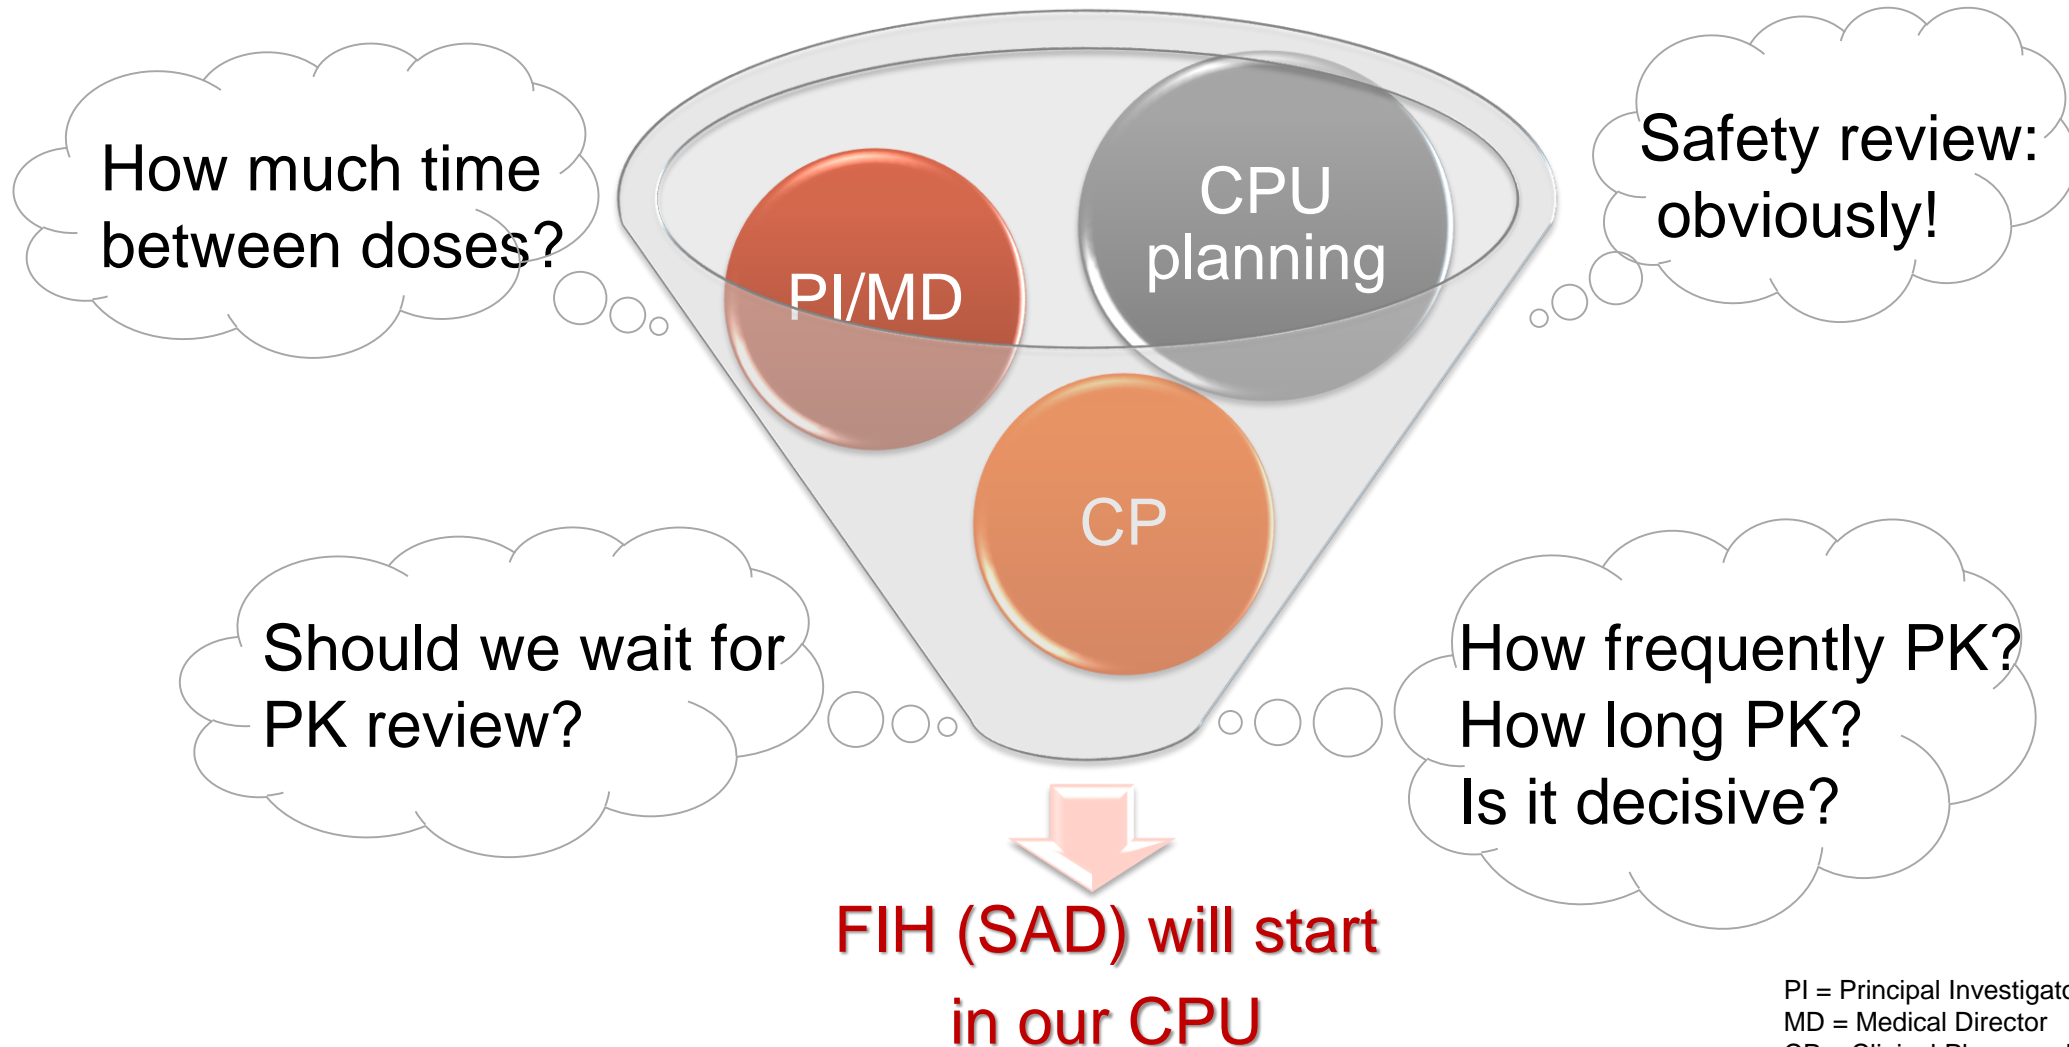 How much time
between doses?
PI/MD
CPU
planning
Safety review:
obviously!
CP
Should we wait for
PK review?
How frequently PK?
How long PK?
Is it decisive?
FIH (SAD) will start
in our CPU
PI = Principal
MD = Medical Director